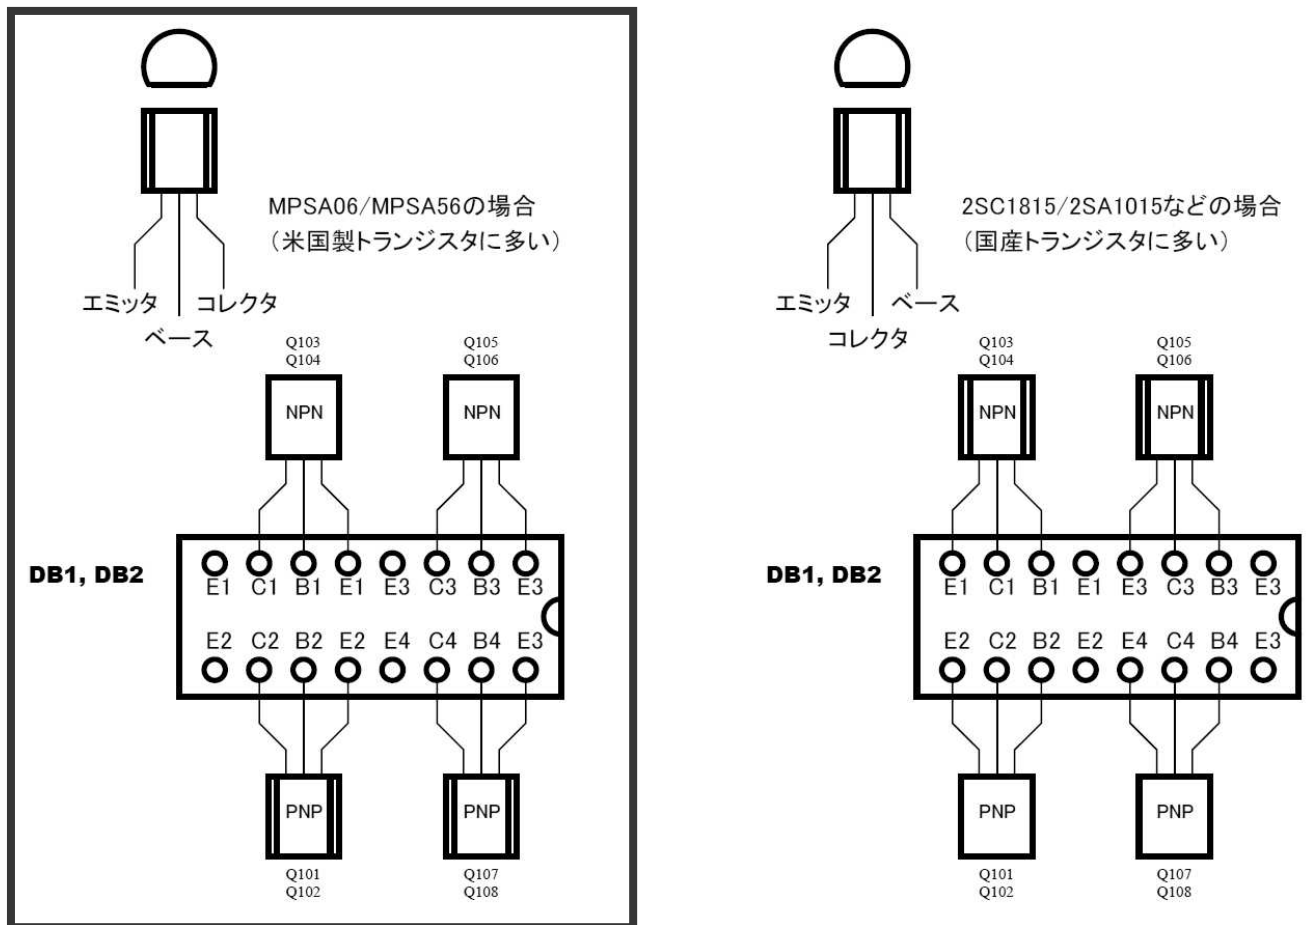 MPSA06/MPSA56の場合
（米国製トランジスタに多い）
エミッタ
コレクタ
ベース
Q103
Q104
Q105
Q106
NPN
NPN
DB1, DB2
E1 C1 B1 E1 E3 C3 B3 E3
E2 C2 B2 E2 E4 C4 B4 E3
PNP
PNP
Q101
Q102
Q107
Q108
2SC1815/2SA1015などの場合
（国産トランジスタに多い）
エミッタ
ベース
コレクタ
Q103
Q104
Q105
Q106
NPN
NPN
DB1, DB2
E1 C1 B1 E1 E3 C3 B3 E3
E2 C2 B2 E2 E4 C4 B4 E3
PNP
PNP
Q101
Q102
Q107
Q108